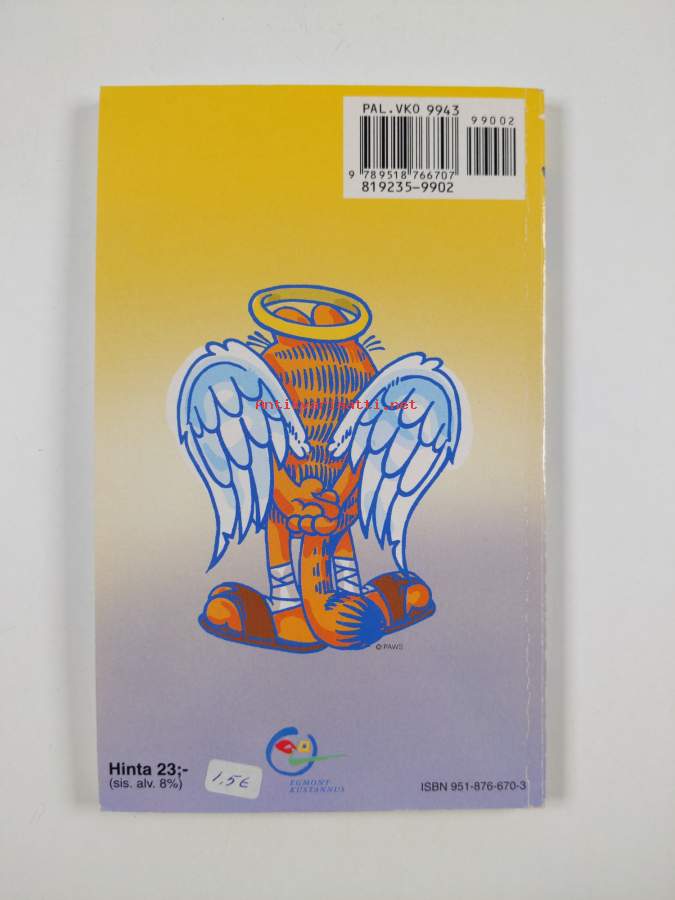 PAL.VKO 9943
99002
9 789518 766707
819235-9902
Antikvariaatti.net
© PAWS
Hinta 23:-
(sis. alv. 8%)
1,5 €
EGMONT
KUSTANNUS
ISBN 951-876-670-3